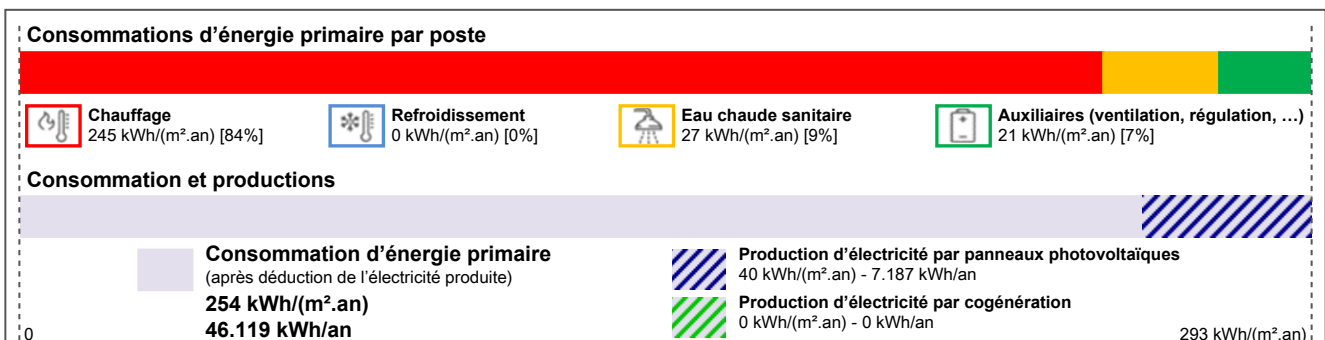 Consommations d'énergie primaire par poste
Chauffage
245 kWh/(m².an) [84%]
Refroidissement
0 kWh/(m².an) [0%]
Eau chaude sanitaire
27 kWh/(m².an) [9%]
Auxiliaires (ventilation, régulation, …)
21 kWh/(m².an) [7%]
Consommation et productions
Consommation d'énergie primaire
(après déduction de l'électricité produite)
254 kWh/(m².an)
46.119 kWh/an
Production d'électricité par panneaux photovoltaïques
40 kWh/(m².an) - 7.187 kWh/an
Production d'électricité par cogénération
0 kWh/(m².an) - 0 kWh/an
0
293 kWh/(m².an)